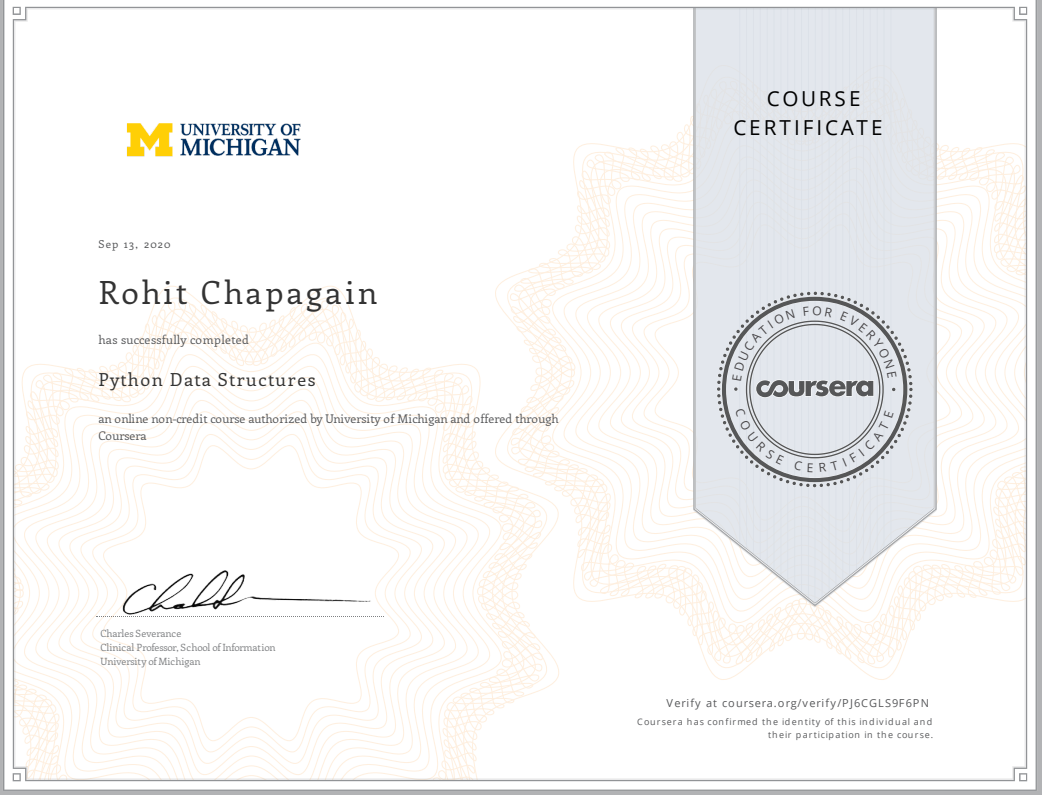 UNIVERSITY OF
MICHIGAN
COURSE
CERTIFICATE
Sep 13, 2020
Rohit Chapagain
has successfully completed
Python Data Structures
an online non-credit course authorized by University of Michigan and offered through
Coursera
EDUCATION FOR EVERYONE
coursera
COURSE CERTIFICATE
Charles Severance
Clinical Professor, School of Information
University of Michigan
Verify at coursera.org/verify/PJ6CGLS9F6PN
Coursera has confirmed the identity of this individual and
their participation in the course.